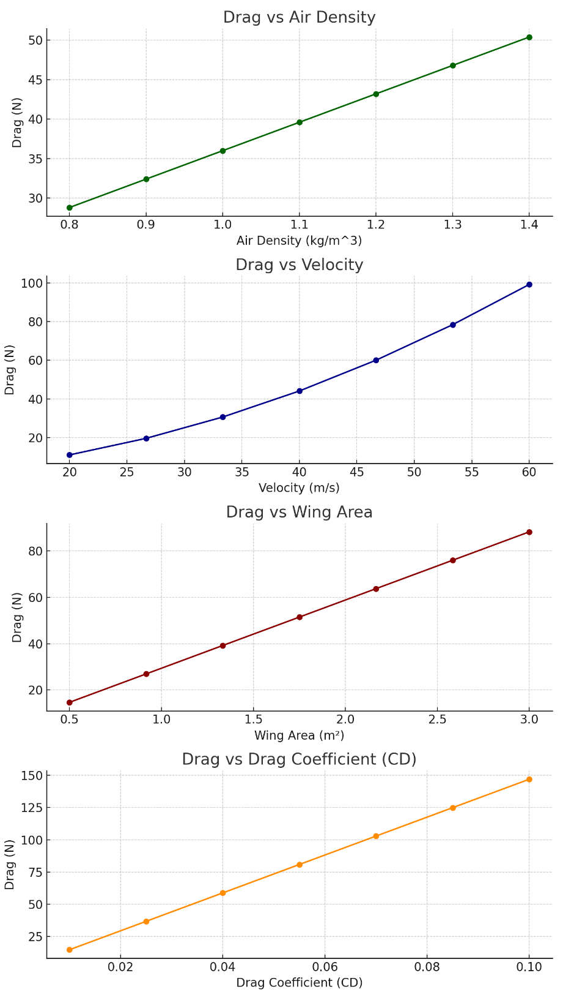 Drag vs Air Density
50
45
40
35
30
Drag (N)
0.8 0.9 1.0 1.1 1.2 1.3 1.4
Air Density (kg/m^3)
Drag vs Velocity
100
80
60
40
20
Drag (N)
20 25 30 35 40 45 50 55 60
Velocity (m/s)
Drag vs Wing Area
80
60
40
20
Drag (N)
0.5 1.0 1.5 2.0 2.5 3.0
Wing Area (m²)
Drag vs Drag Coefficient (CD)
150
125
100
75
50
25
Drag (N)
0.02 0.04 0.06 0.08 0.10
Drag Coefficient (CD)